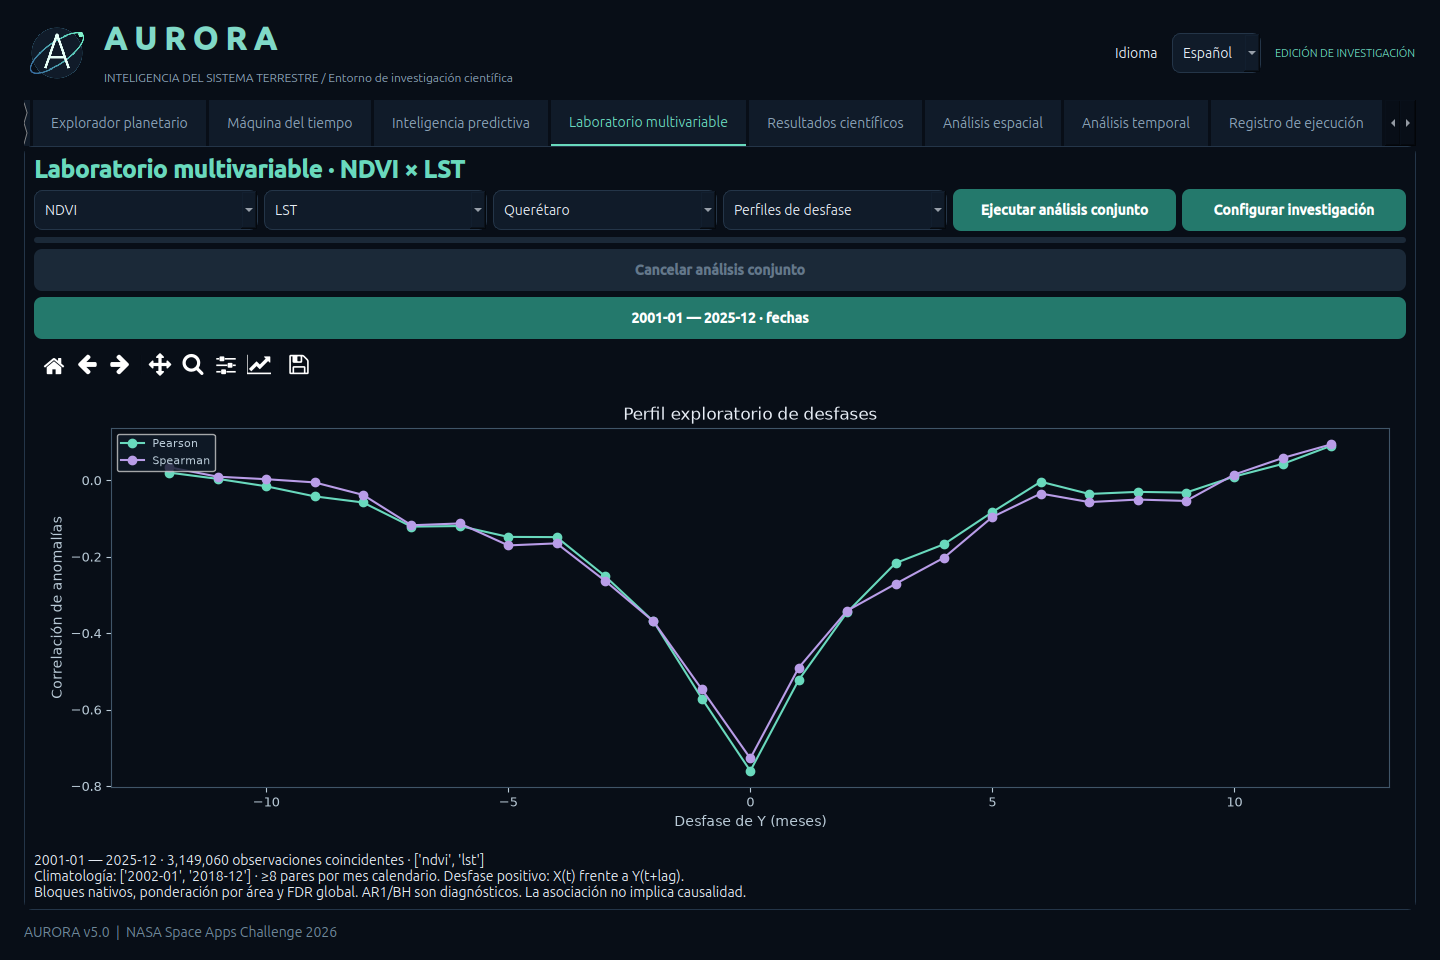 AURORA
INTELIGENCIA DEL SISTEMA TERRESTRE / Entorno de investigación científica
Idioma
Español
EDICIÓN DE INVESTIGACIÓN
Explorador planetario
Máquina del tiempo
Inteligencia predictiva
Laboratorio multivariable
Resultados científicos
Análisis espacial
Análisis temporal
Registro de ejecución
Laboratorio multivariable · NDVI × LST
NDVI
LST
Querétaro
Perfiles de desfase
Ejecutar análisis conjunto
Configurar investigación
Cancelar análisis conjunto
2001-01 — 2025-12 · fechas
Perfil exploratorio de desfases
Pearson
Spearman
0.0
−0.2
−0.4
−0.6
−0.8
Correlación de anomalías
−10
−5
0
5
10
Desfase de Y (meses)
2001-01 — 2025-12 · 3,149,060 observaciones coincidentes · ['ndvi', 'lst']
Climatología: ['2002-01', '2018-12'] · ≥8 pares por mes calendario. Desfase positivo: X(t) frente a Y(t+lag).
Bloques nativos, ponderación por área y FDR global. AR1/BH son diagnósticos. La asociación no implica causalidad.
AURORA v5.0 | NASA Space Apps Challenge 2026